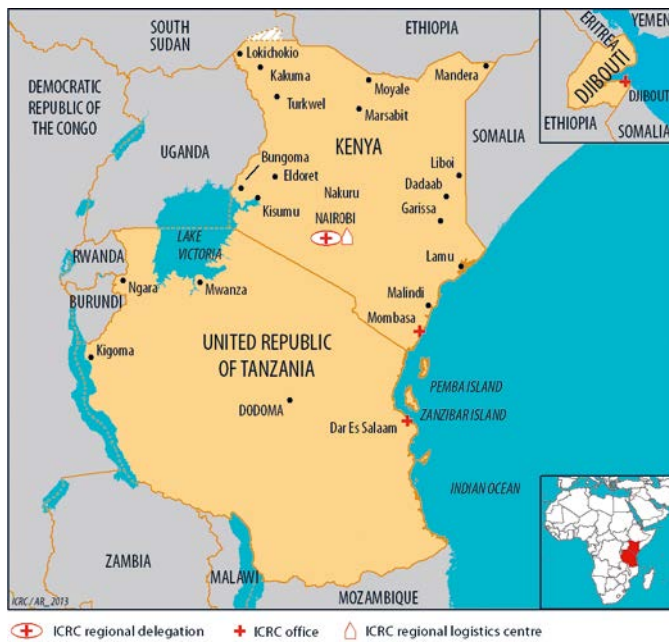 SOUTH
SUDAN
ETHIOPIA
ERITREA
YEMEN
DJIBOUTI
DJIBOUTI
ETHIOPIA
SOMALIA
Lokichokio
Kakuma
Turkwel
Moyale
Mandera
Marsabit
DEMOCRATIC
REPUBLIC OF
THE CONGO
UGANDA
KENYA
SOMALIA
Bungoma
Eldoret
Kisumu
Nakuru
NAIROBI
Liboi
Dadaab
Garissa
LAKE
VICTORIA
Lamu
RWANDA
BURUNDI
Ngara
Mwanza
Malindi
Mombasa
Kigoma
UNITED REPUBLIC
OF TANZANIA
PEMBA ISLAND
ZANZIBAR ISLAND
DODOMA
Dar Es Salaam
INDIAN OCEAN
ZAMBIA
MALAWI
MOZAMBIQUE
ICRC / AR_2013
ICRC regional delegation
ICRC office
ICRC regional logistics centre